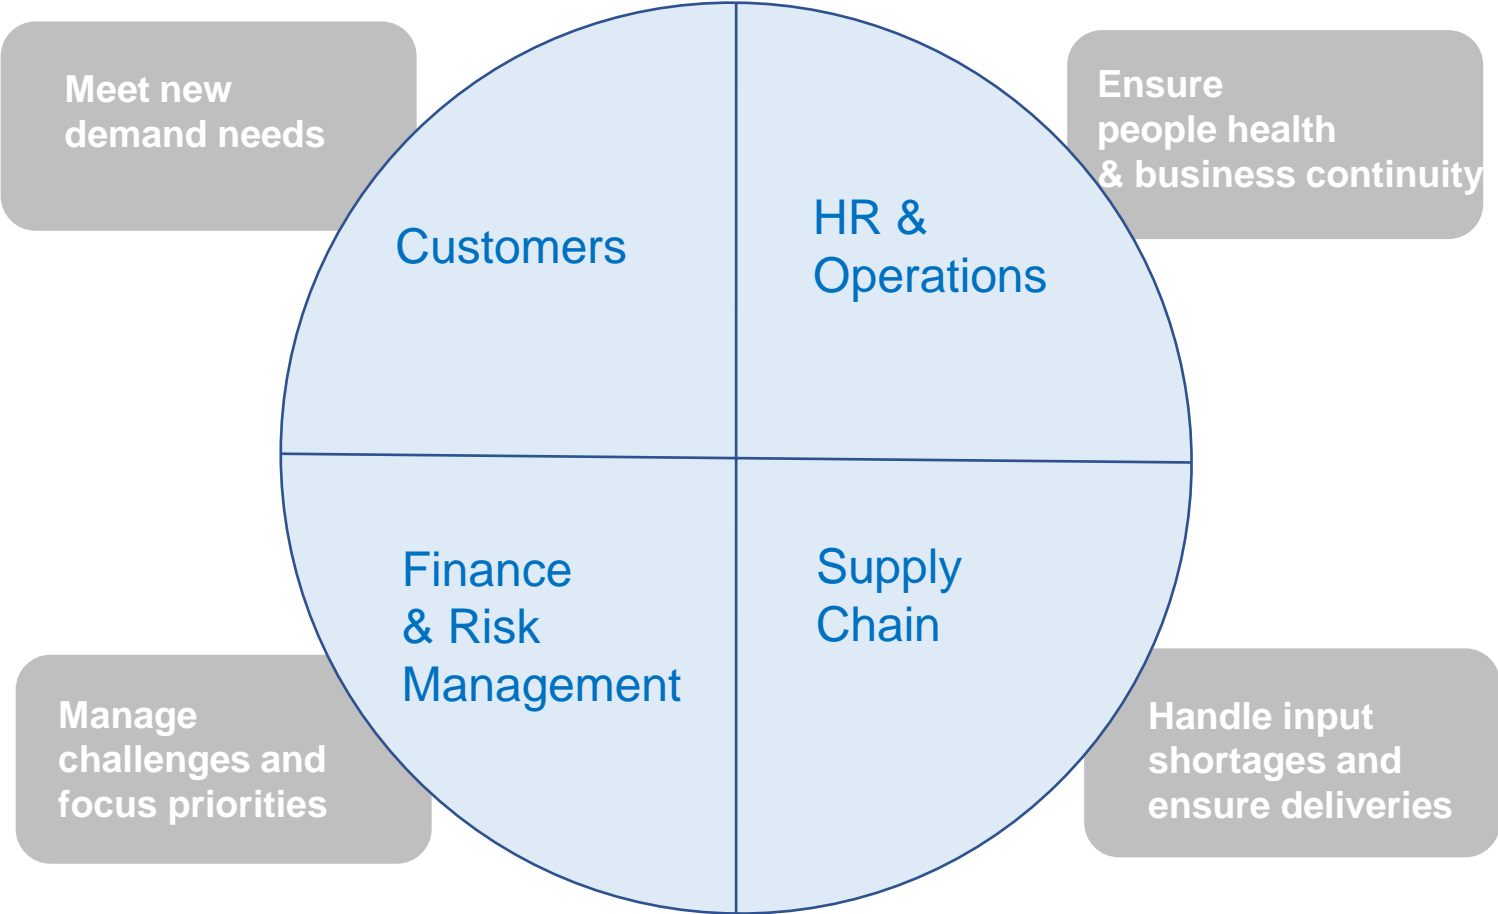 Meet new
demand needs
Ensure
people health
& business continuity
Customers
HR &
Operations
Finance
& Risk
Management
Supply
Chain
Manage
challenges and
focus priorities
Handle input
shortages and
ensure deliveries